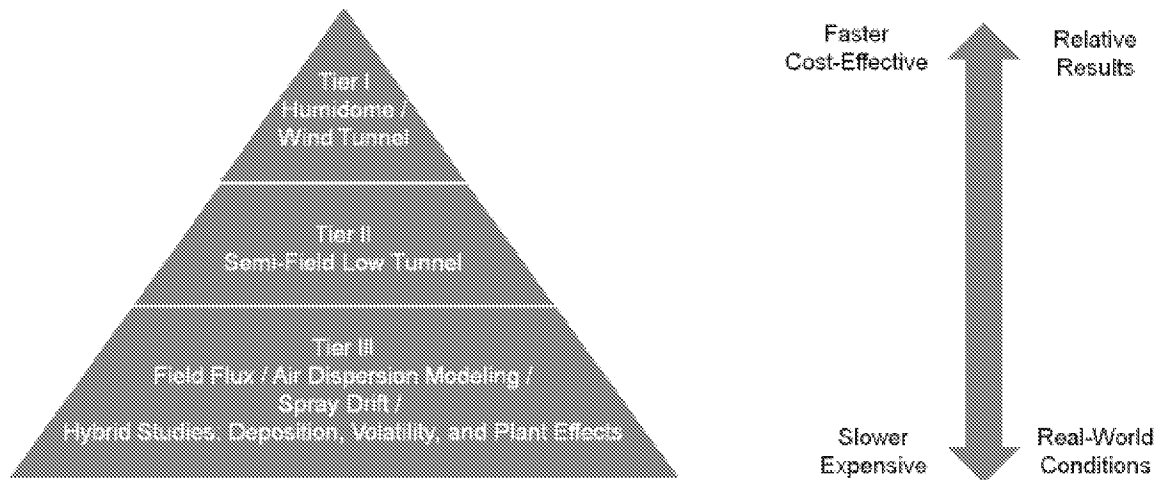 Tier I
Humidome /
Wind Tunnel
Tier II
Semi-Field Low Tunnel
Tier III
Field Flux / Air Dispersion Modeling /
Spray Drift /
Hybrid Studies: Deposition, Volatility, and Plant Effects
Faster
Cost-Effective
Relative
Results
Slower
Expensive
Real-World
Conditions